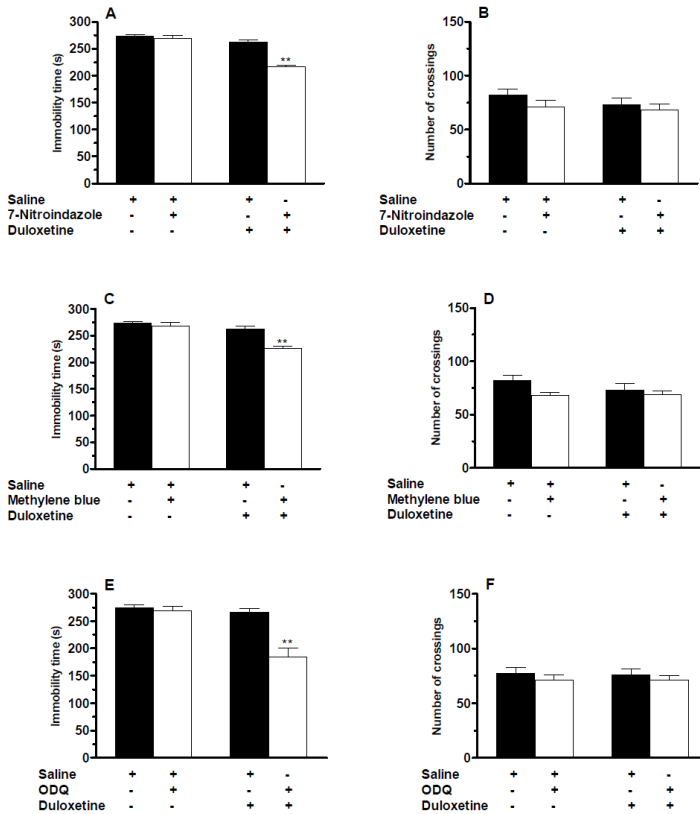 A
Immobility time (s)
300
250
200
150
100
50
0
**
Saline + + + -
7-Nitroindazole - + - +
Duloxetine - - + +
B
Number of crossings
150
100
50
0
Saline + + + -
7-Nitroindazole - + - +
Duloxetine - - + +
C
Immobility time (s)
300
250
200
150
100
50
0
**
Saline + + + -
Methylene blue - + - +
Duloxetine - - + +
D
Number of crossings
150
100
50
0
Saline + + + -
Methylene blue - + - +
Duloxetine - - + +
E
Immobility time (s)
300
250
200
150
100
50
0
**
Saline + + + -
ODQ - + - +
Duloxetine - - + +
F
Number of crossings
150
100
50
0
Saline + + + -
ODQ - + - +
Duloxetine - - + +